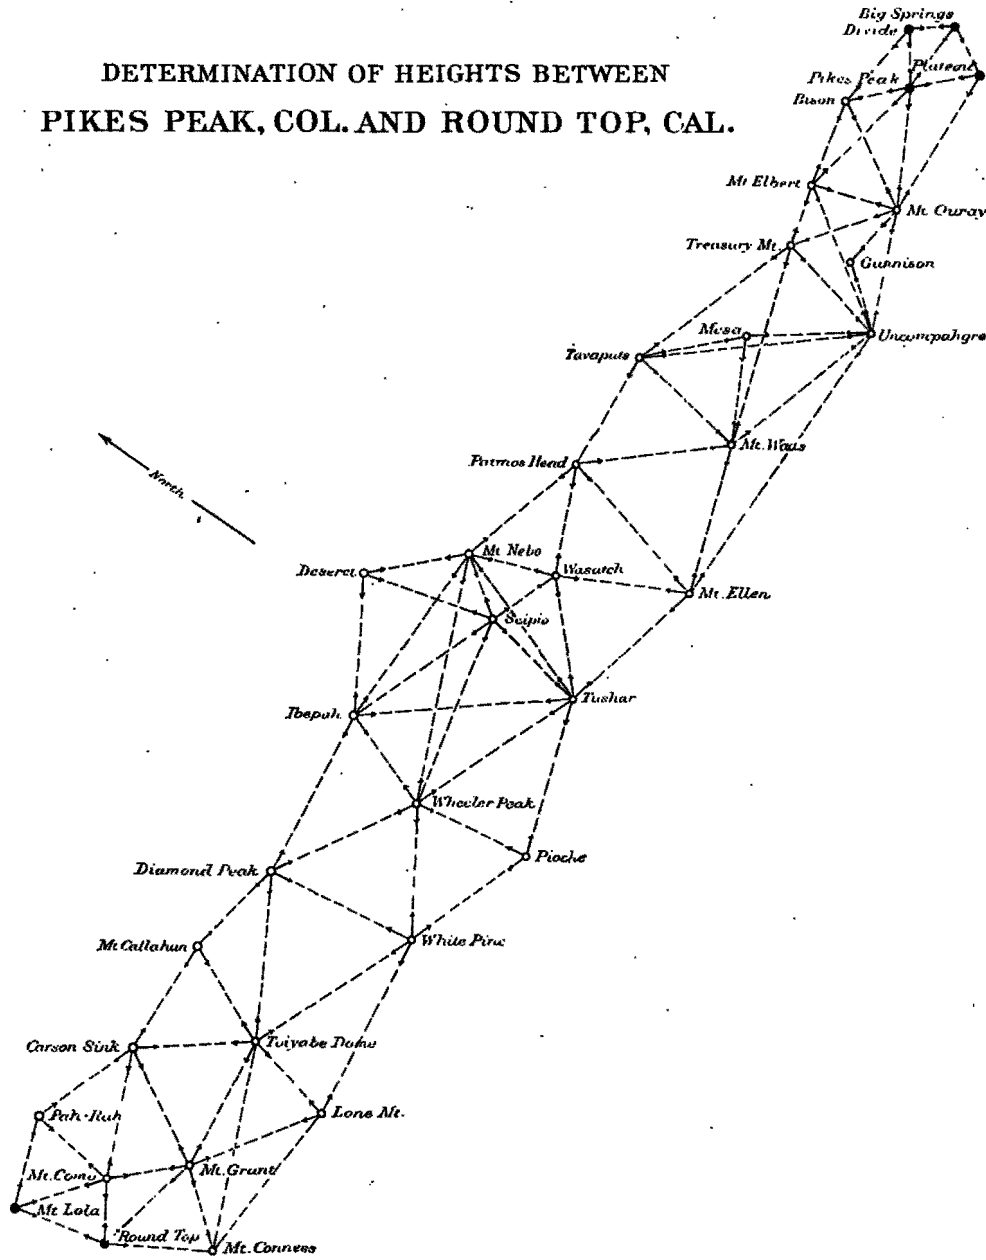 Big Springs
Divide
DETERMINATION OF HEIGHTS BETWEEN
Pikes Peak
Plateau
Bison
PIKES PEAK, COL. AND ROUND TOP, CAL.
Mt Elbert
Mt. Ouray
Treasury Mt.
Gunnison
Mesa
Uncompahgre
Tavaputs
Mt. Waas
Patmos Head
North
Mt Nebo
Deseret
Wasatch
Mt. Ellen
Scipio
Tushar
Ibepah
Wheeler Peak
Pioche
Diamond Peak
White Pine
Mt Callahan
Carson Sink
Toiyabe Dome
Pah-Rah
Lone Mt.
Mt. Como
Mt. Grant
Mt Lola
Round Top
Mt. Conness